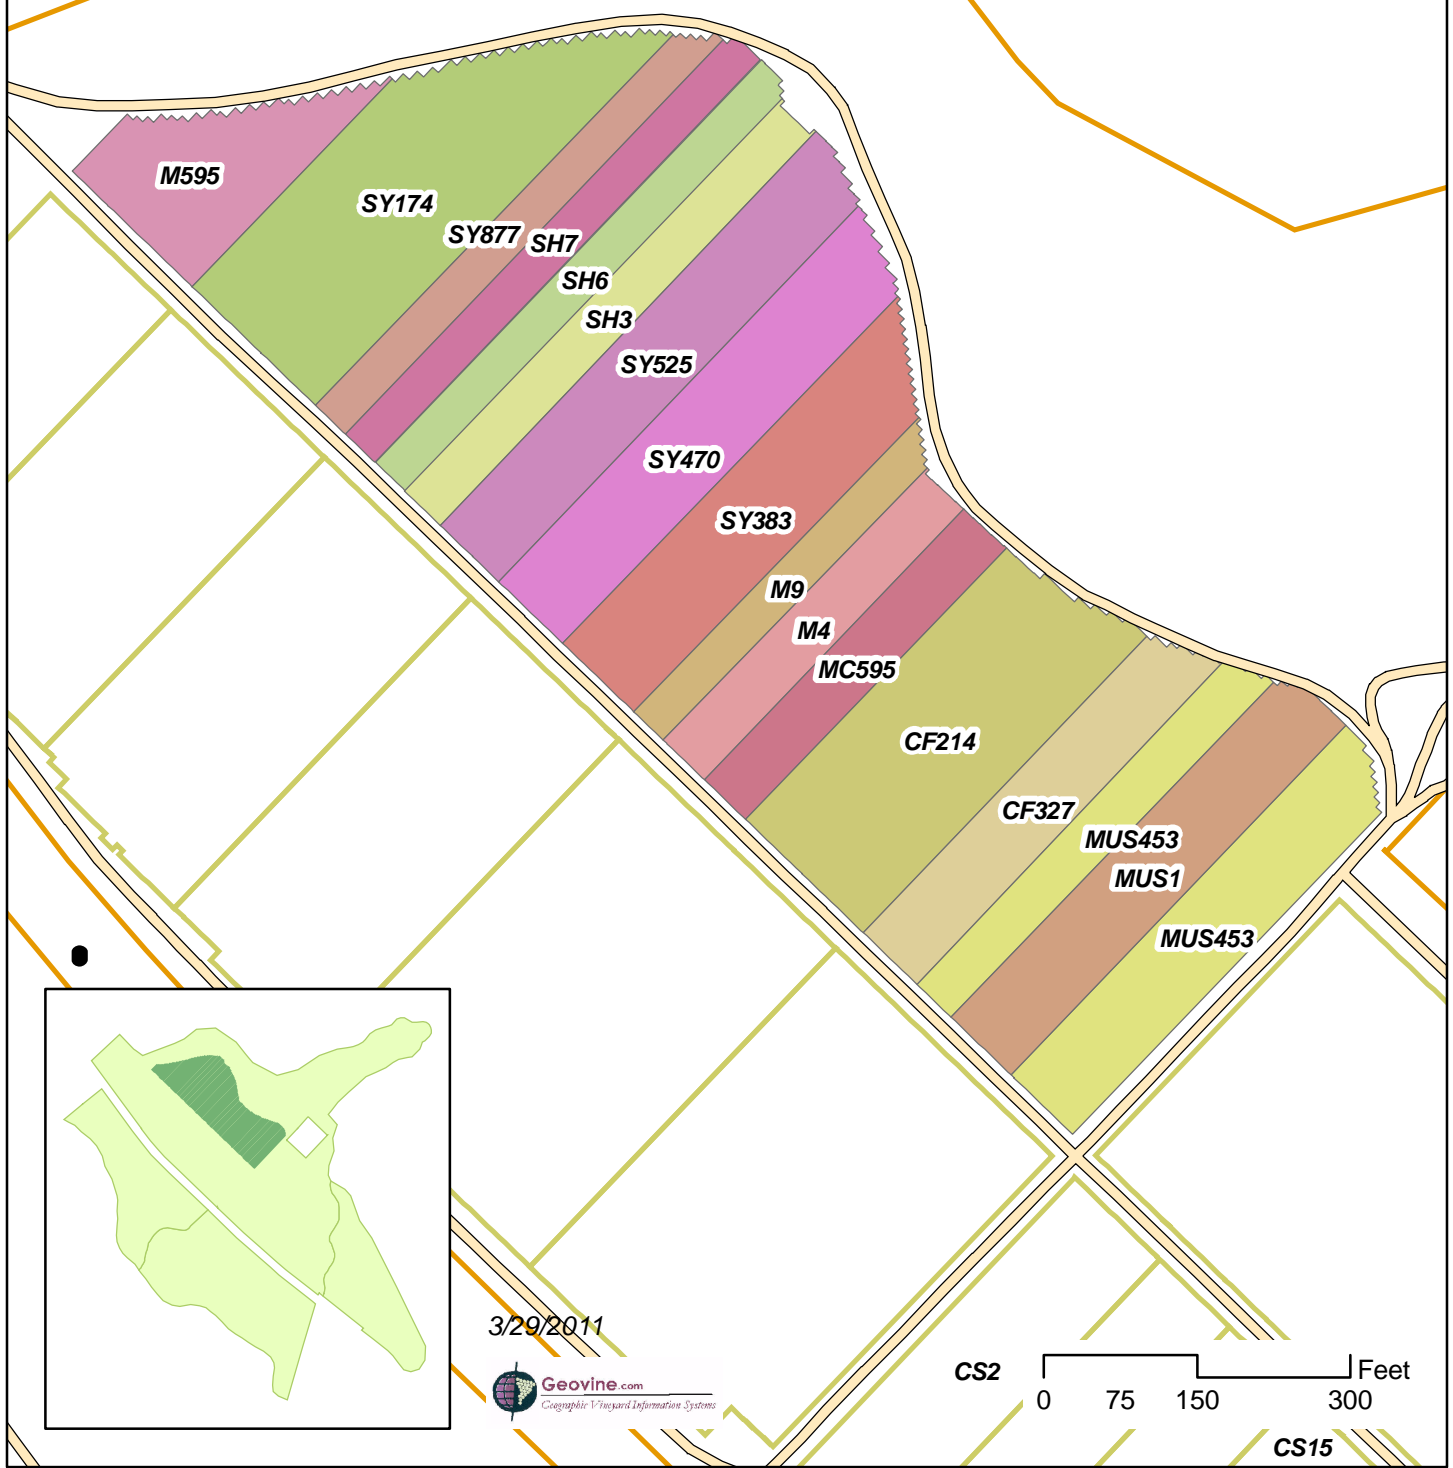 M595
SY174
SY877
SH7
SH6
SH3
SY525
SY470
SY383
M9
M4
MC595
CF214
CF327
MUS453
MUS1
MUS453
3/29/2011
Geovine.com
Geographic Vineyard Information Systems
CS2
Feet
0 75 150 300
CS15